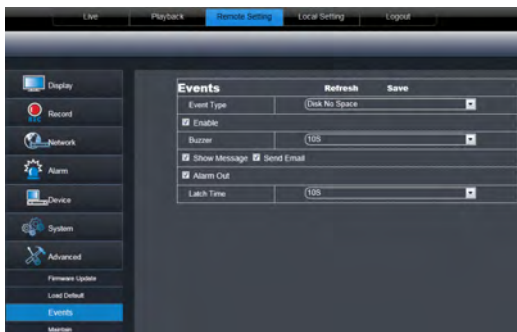 Live Playback Remote Setting Local Setting Logout
Display
Record
Network
Alarm
Device
System
Advanced
Firmware Update
Load Default
Events
Maintain
Events Refresh Save
Event Type Disk No Space
Enable
Buzzer 10S
Show Message Send Email
Alarm Out
Latch Time 10S